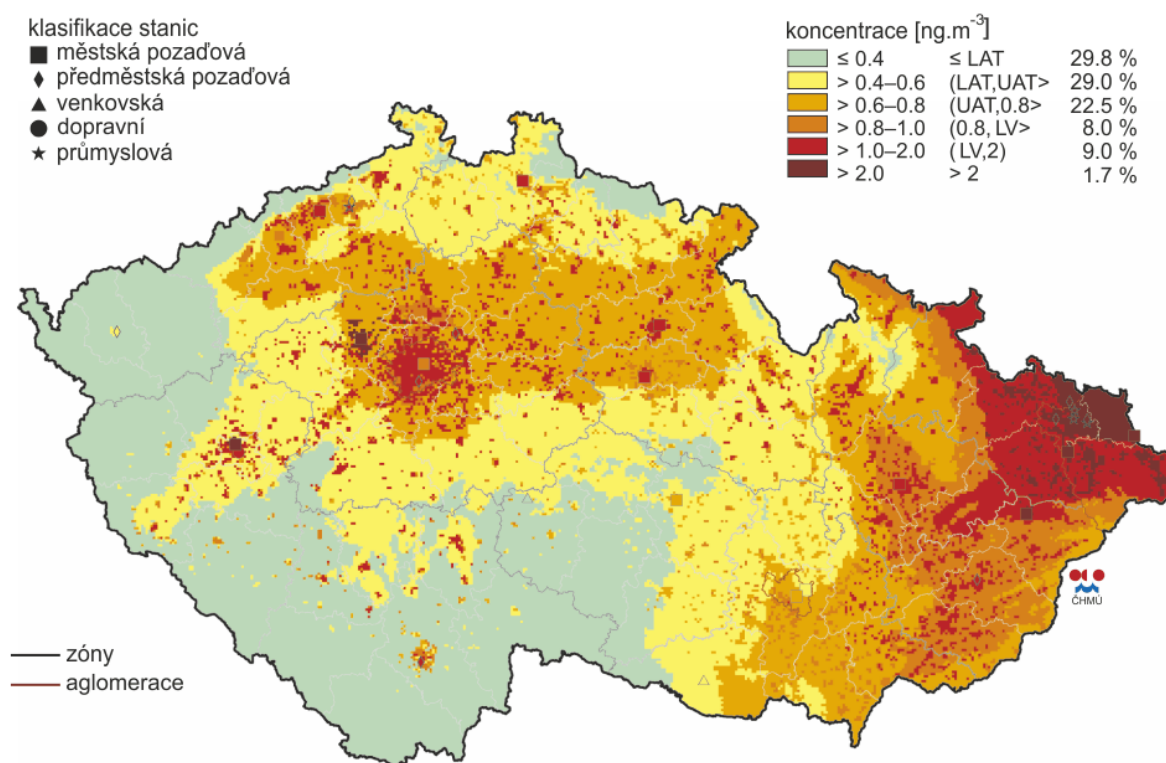 klasifikace stanic
městská pozaďová
předměstská pozaďová
venkovská
dopravní
průmyslová
koncentrace [ng.m⁻³]
≤ 0.4 ≤ LAT 29.8 %
> 0.4–0.6 (LAT,UAT> 29.0 %
> 0.6–0.8 (UAT,0.8> 22.5 %
> 0.8–1.0 (0.8, LV> 8.0 %
> 1.0–2.0 ( LV,2) 9.0 %
> 2.0 > 2 1.7 %
ČHMÚ
zóny
aglomerace